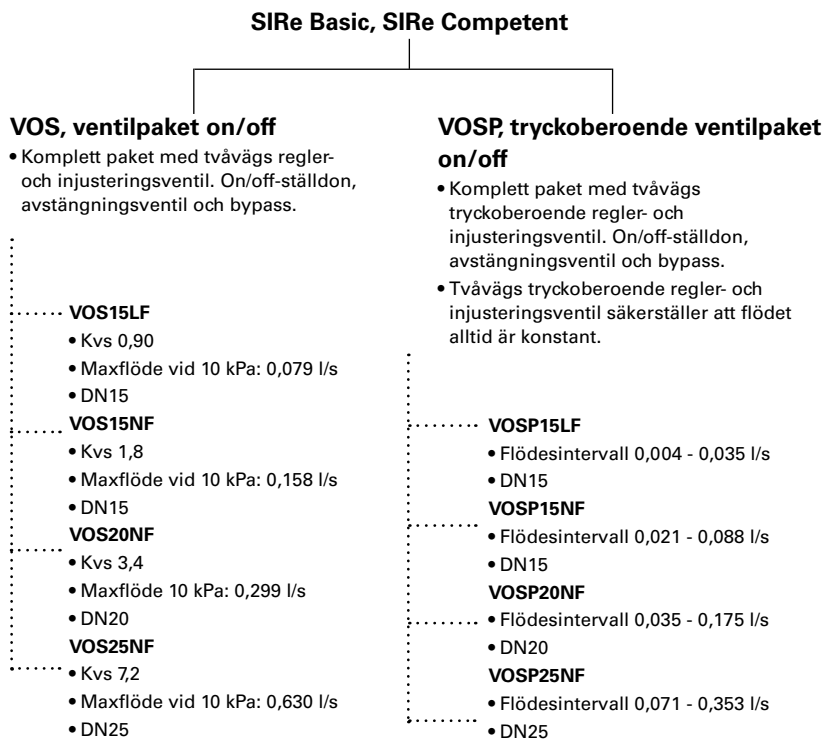 SIRe Basic, SIRe Competent
VOS, ventilpaket on/off
• Komplett paket med tvåvägs regler-
och injusteringsventil. On/off-ställdon,
avstängningsventil och bypass.
VOS15LF
• Kvs 0,90
• Maxflöde vid 10 kPa: 0,079 l/s
• DN15
VOS15NF
• Kvs 1,8
• Maxflöde vid 10 kPa: 0,158 l/s
• DN15
VOS20NF
• Kvs 3,4
• Maxflöde 10 kPa: 0,299 l/s
• DN20
VOS25NF
• Kvs 7,2
• Maxflöde vid 10 kPa: 0,630 l/s
• DN25
VOSP, tryckoberoende ventilpaket
on/off
• Komplett paket med tvåvägs
tryckoberoende regler- och
injusteringsventil. On/off-ställdon,
avstängningsventil och bypass.
• Tvåvägs tryckoberoende regler- och
injusteringsventil säkerställer att flödet
alltid är konstant.
VOSP15LF
• Flödesintervall 0,004 - 0,035 l/s
• DN15
VOSP15NF
• Flödesintervall 0,021 - 0,088 l/s
• DN15
VOSP20NF
• Flödesintervall 0,035 - 0,175 l/s
• DN20
VOSP25NF
• Flödesintervall 0,071 - 0,353 l/s
• DN25